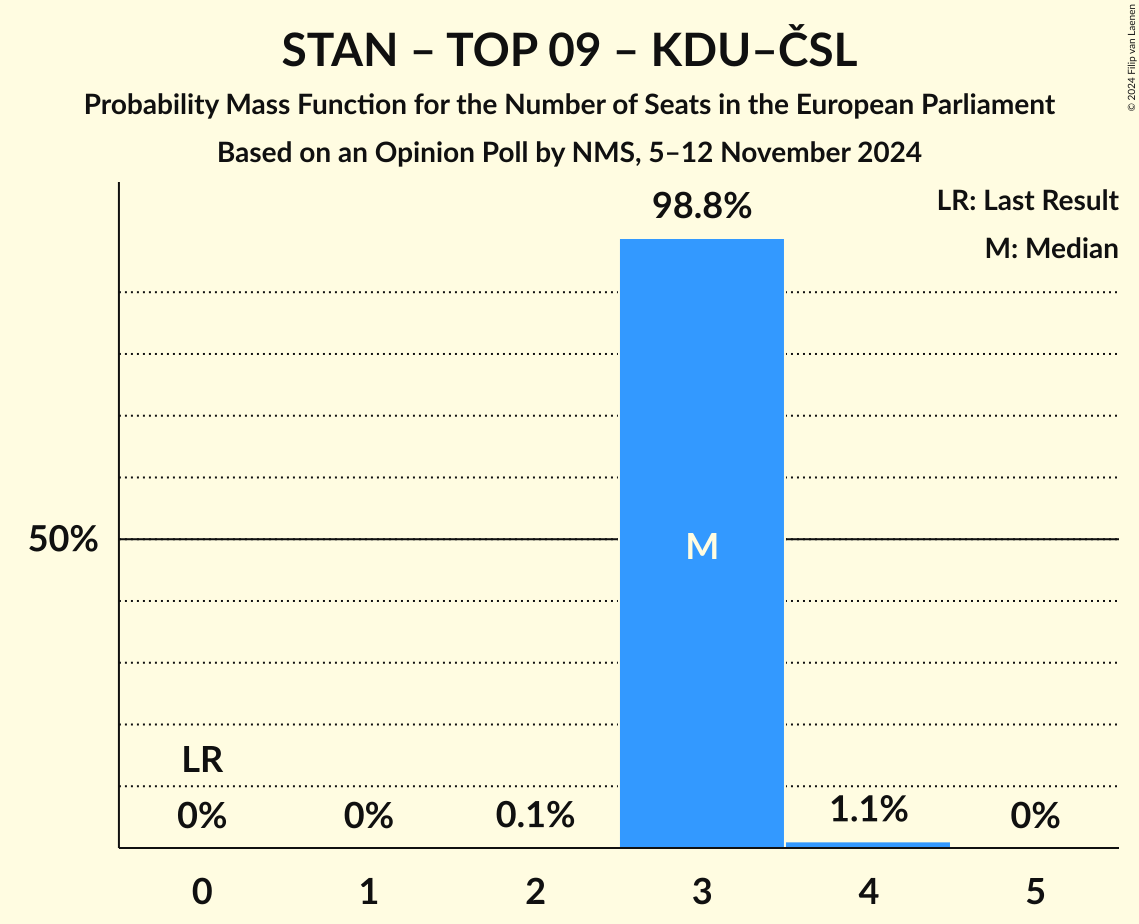 STAN – TOP 09 – KDU–ČSL
Probability Mass Function for the Number of Seats in the European Parliament
Based on an Opinion Poll by NMS, 5–12 November 2024
© 2024 Filip van Laenen
LR: Last Result
M: Median
98.8%
50%
M
LR
0%
0%
0.1%
1.1%
0%
0 1 2 3 4 5